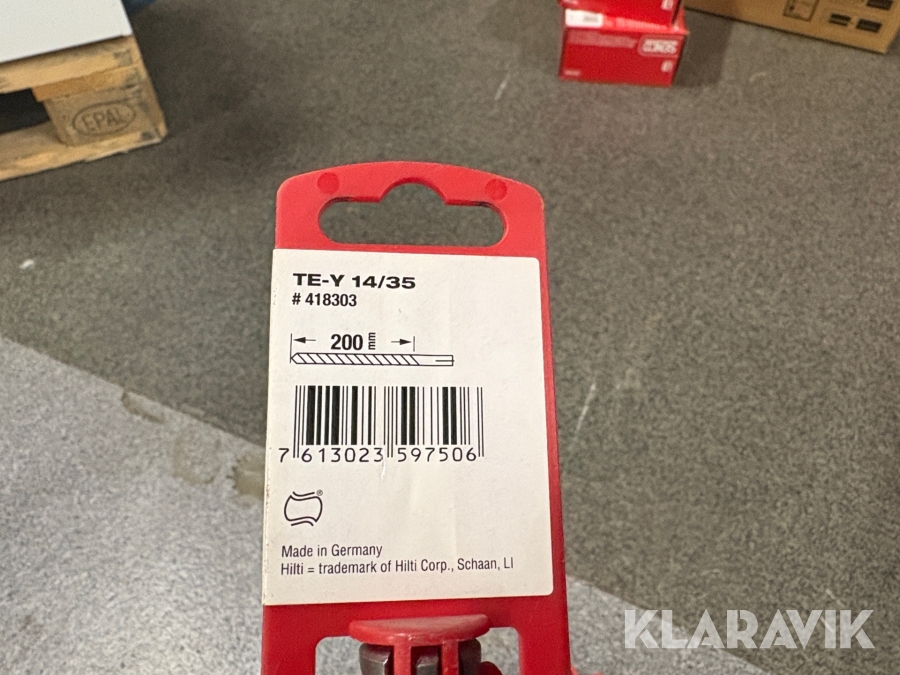 EPAL
TE-Y 14/35
# 418303
200 mm
7 613023 597506
®
Made in Germany
Hilti = trademark of Hilti Corp., Schaan, LI
KLARAVIK